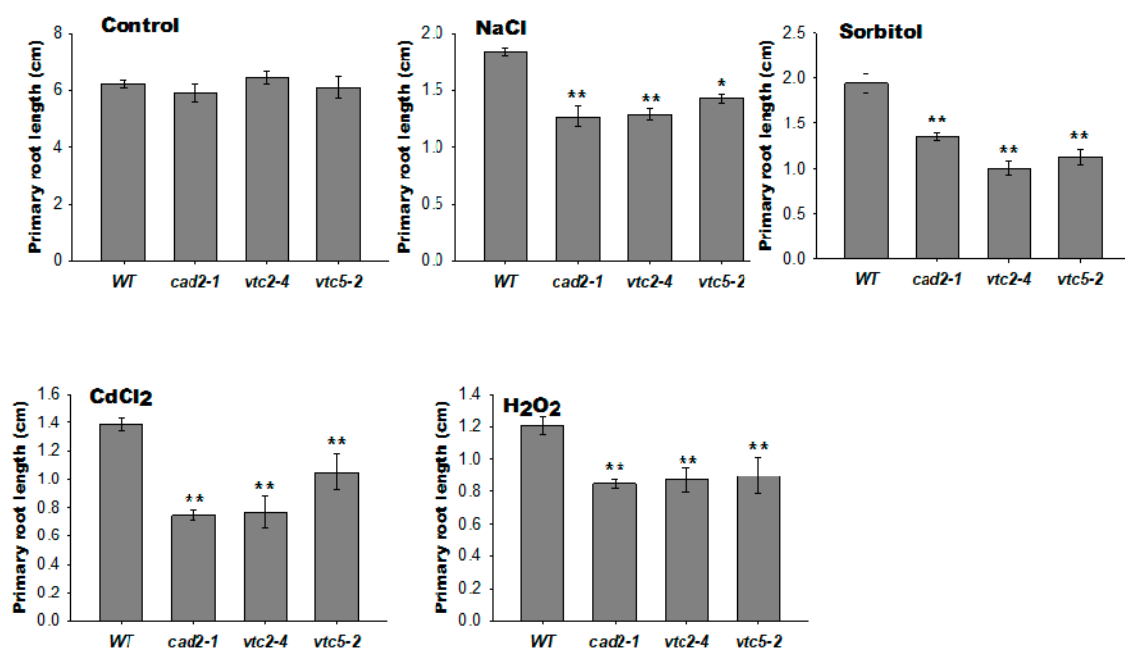 Control
Primary root length (cm)
8
6
4
2
0
WT cad2-1 vtc2-4 vtc5-2
NaCl
Primary root length (cm)
2.0
1.5
1.0
0.5
0.0
** ** *
WT cad2-1 vtc2-4 vtc5-2
Sorbitol
Primary root length (cm)
2.5
2.0
1.5
1.0
0.5
0.0
** ** **
WT cad2-1 vtc2-4 vtc5-2
CdCl2
Primary root length (cm)
1.6
1.4
1.2
1.0
0.8
0.6
0.4
0.2
0.0
** ** **
WT cad2-1 vtc2-4 vtc5-2
H2O2
Primary root length (cm)
1.4
1.2
1.0
0.8
0.6
0.4
0.2
0.0
** ** **
WT cad2-1 vtc2-4 vtc5-2